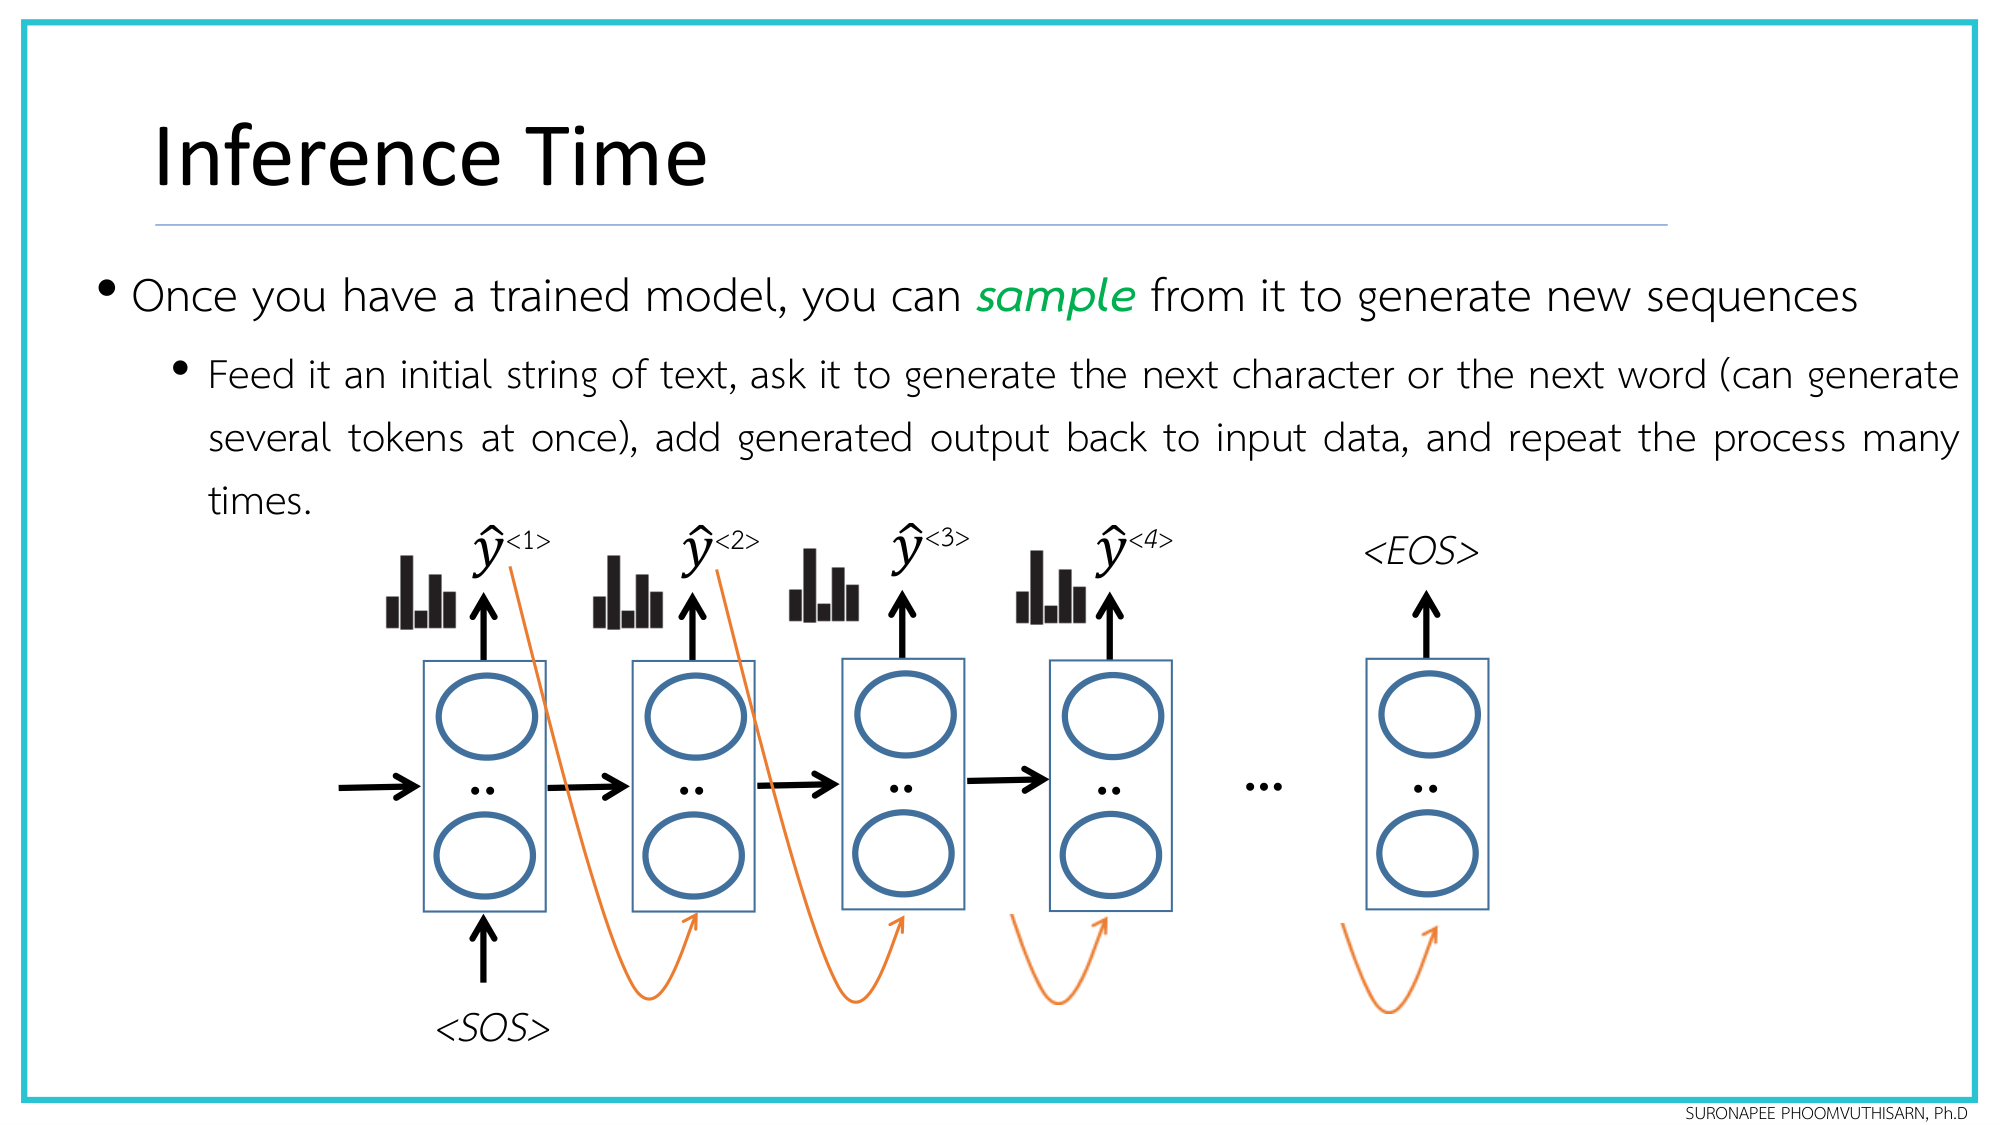 Inference Time
• Once you have a trained model, you can sample from it to generate new sequences
• Feed it an initial string of text, ask it to generate the next character or the next word (can generate
several tokens at once), add generated output back to input data, and repeat the process many
times.
ŷ<1> ŷ<2> ŷ<3> ŷ<4> <EOS>
.. .. .. .. ... ..
<SOS>
SURONAPEE PHOOMVUTHISARN, Ph.D